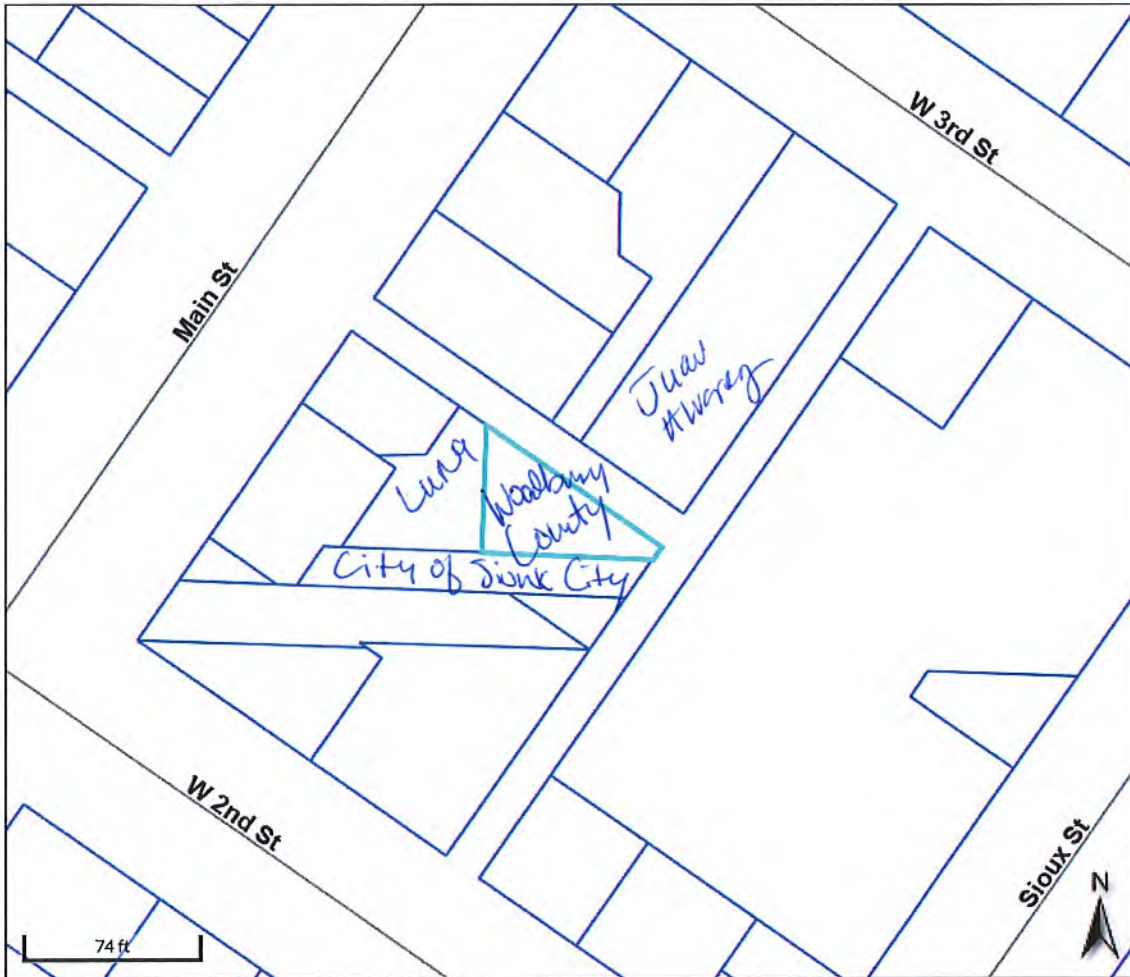 W 3rd St
Main St
Juan
Alvarez
Luna
Woodbury
County
City of Sioux City
W 2nd St
Sioux St
N
74 ft